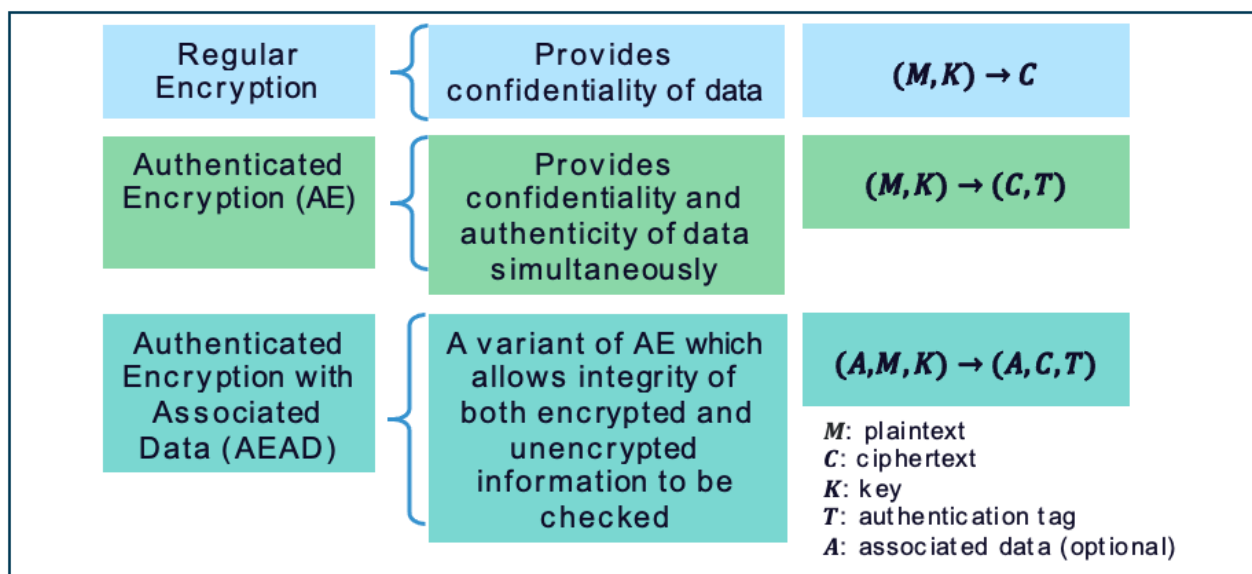 Regular
Encryption
Provides
confidentiality of data
(M,K) → C
Authenticated
Encryption (AE)
Provides
confidentiality and
authenticity of data
simultaneously
(M,K) → (C,T)
Authenticated
Encryption with
Associated
Data (AEAD)
A variant of AE which
allows integrity of
both encrypted and
unencrypted
information to be
checked
(A,M,K) → (A,C,T)
M: plaintext
C: ciphertext
K: key
T: authentication tag
A: associated data (optional)